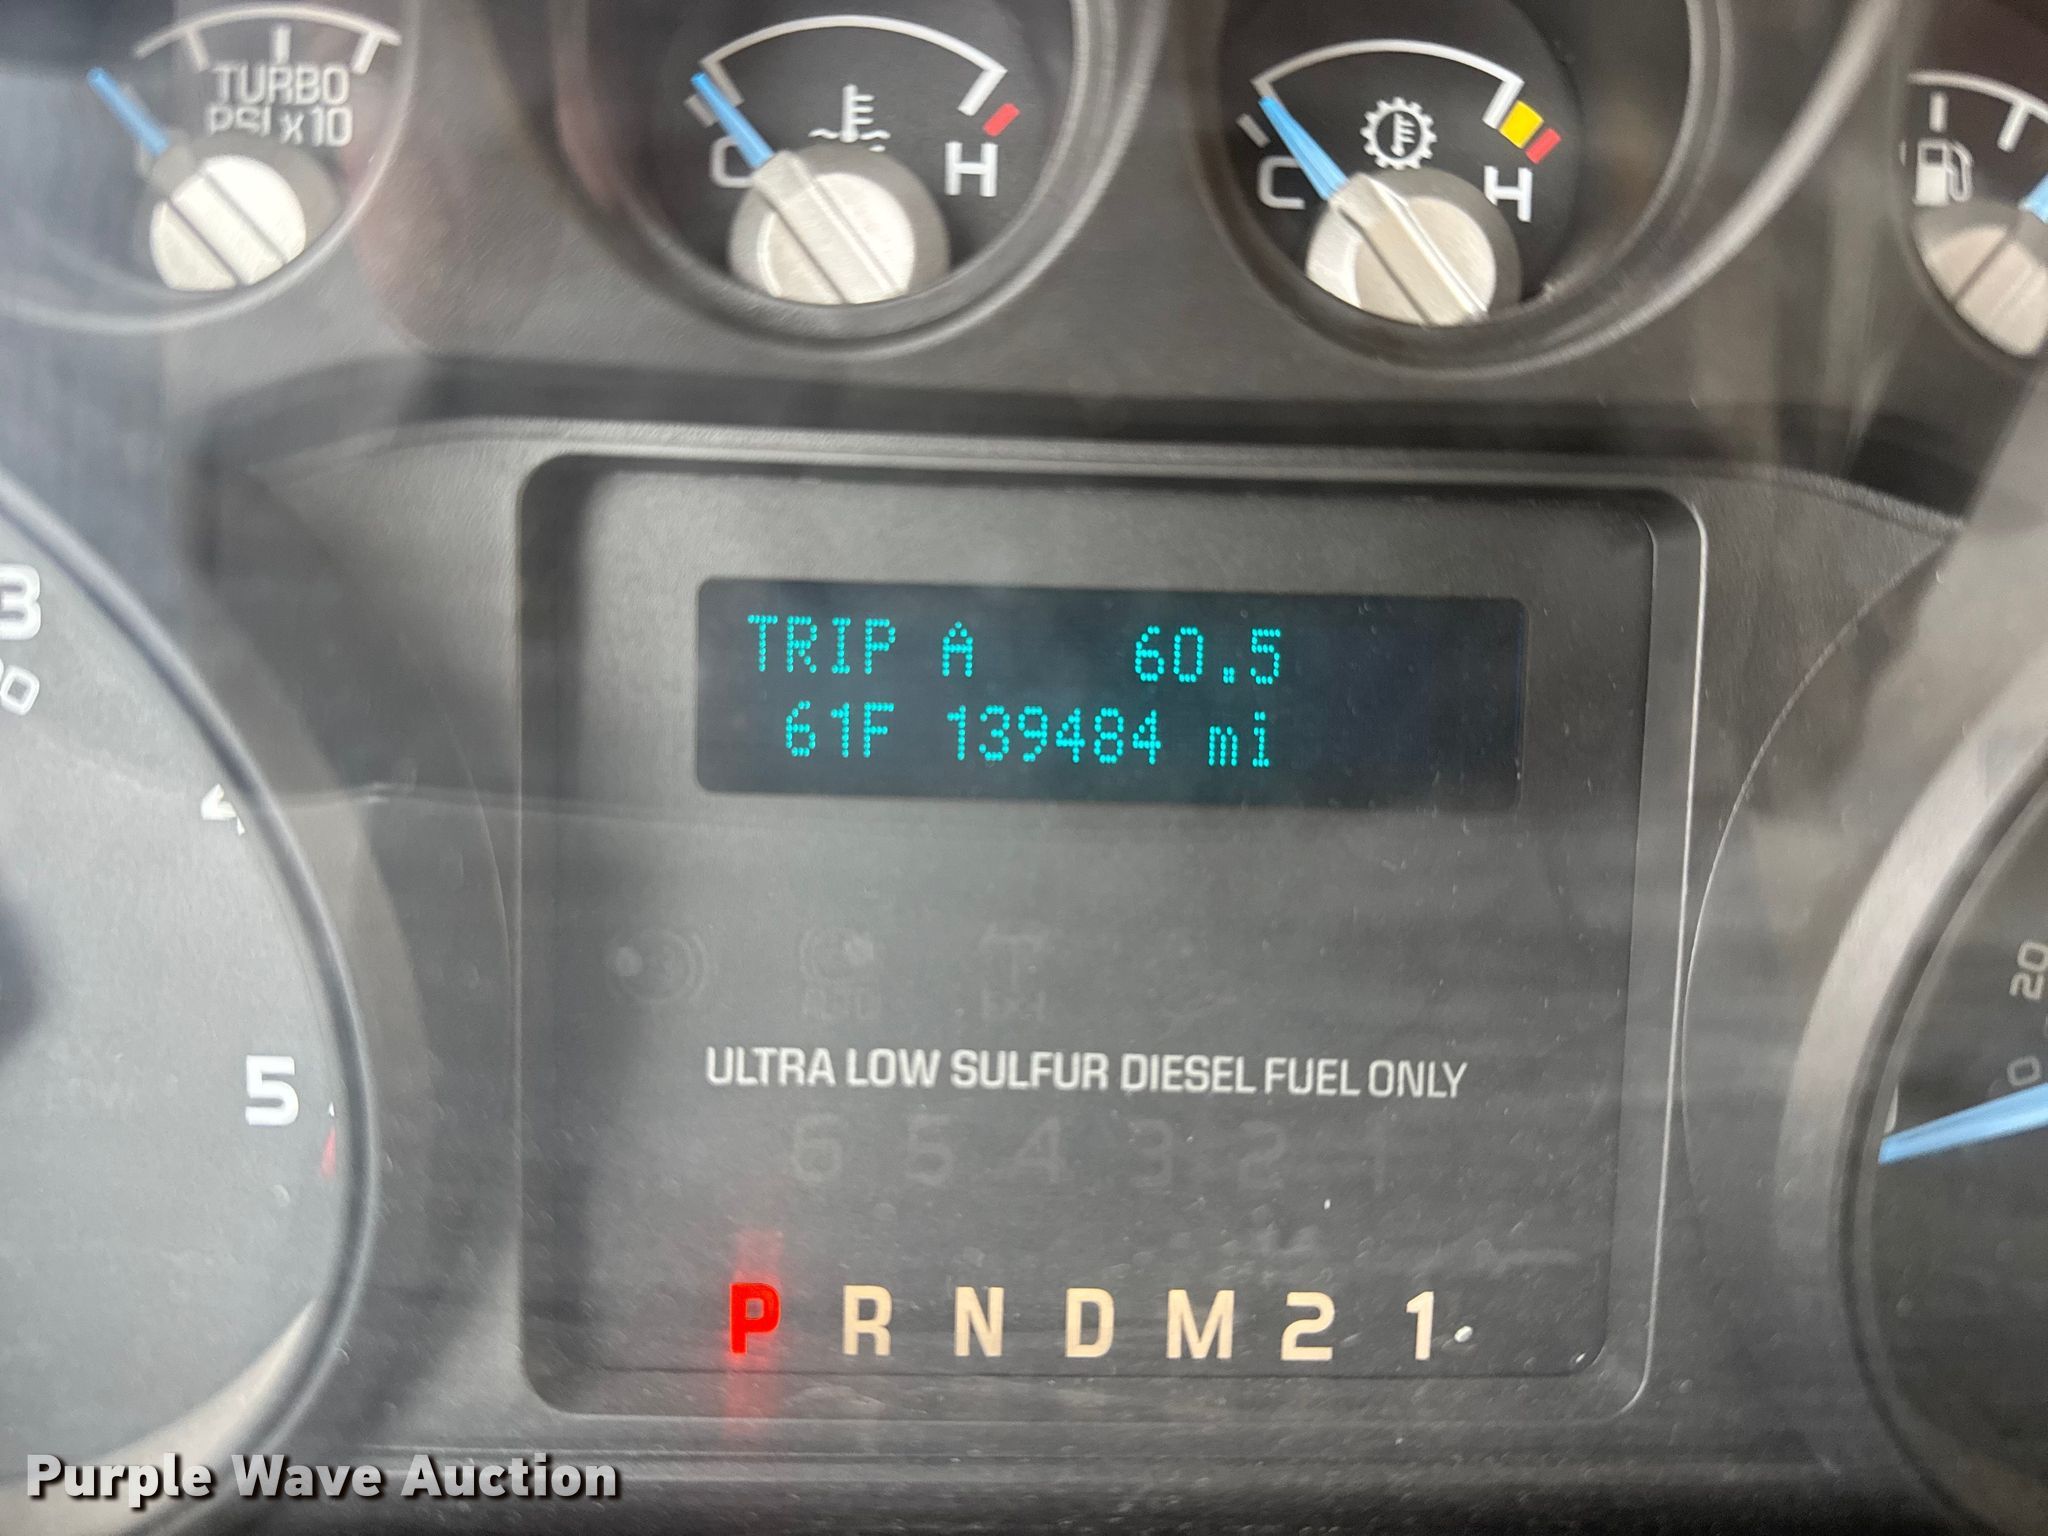 TURBO
PSI x10
C H
C H
TRIP A 60.5
61F 139484 mi
3
4
5
20
0
ULTRA LOW SULFUR DIESEL FUEL ONLY
6 5 4 3 2 1
P R N D M 2 1
Purple Wave Auction